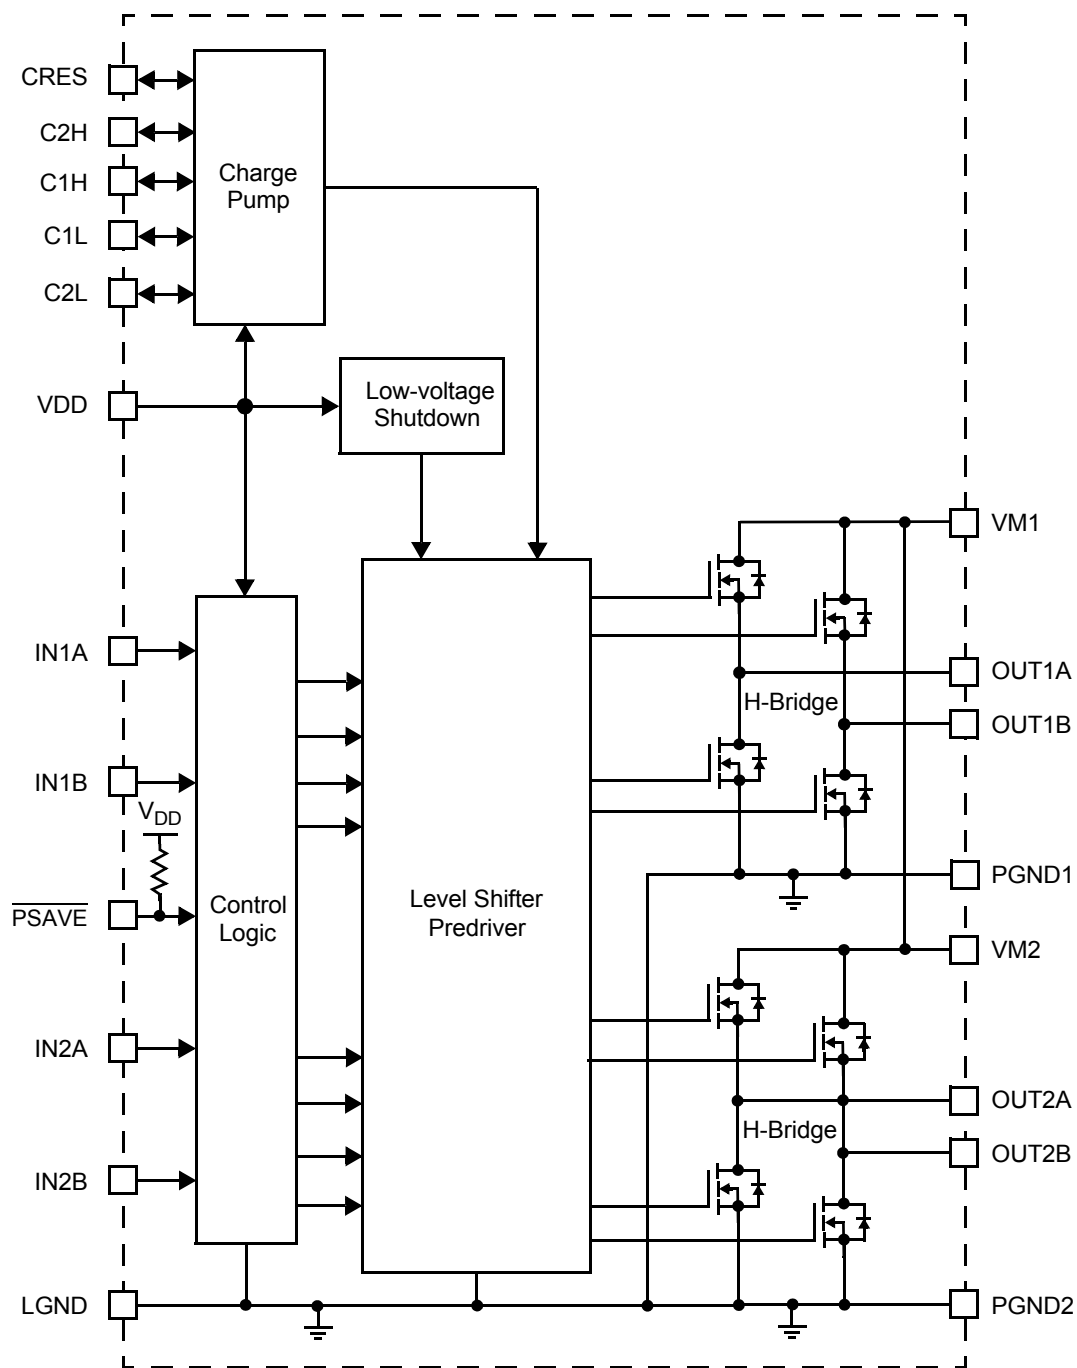 CRES
C2H
C1H
C1L
C2L
Charge
Pump
VDD
Low-voltage
Shutdown
VM1
IN1A
OUT1A
H-Bridge
OUT1B
IN1B
VDD
PSAVE
Control
Logic
Level Shifter
Predriver
PGND1
VM2
IN2A
OUT2A
H-Bridge
OUT2B
IN2B
LGND
PGND2